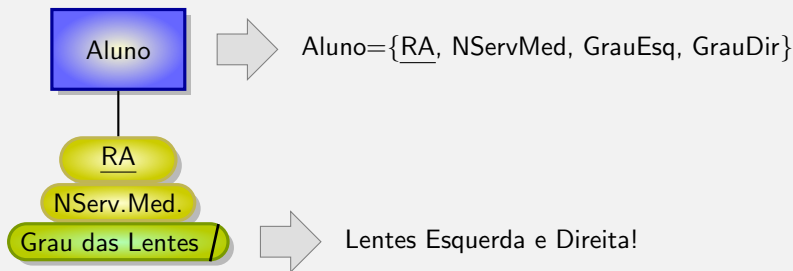 Aluno
Aluno={RA, NServMed, GrauEsq, GrauDir}
RA
NServ.Med.
Grau das Lentes
Lentes Esquerda e Direita!